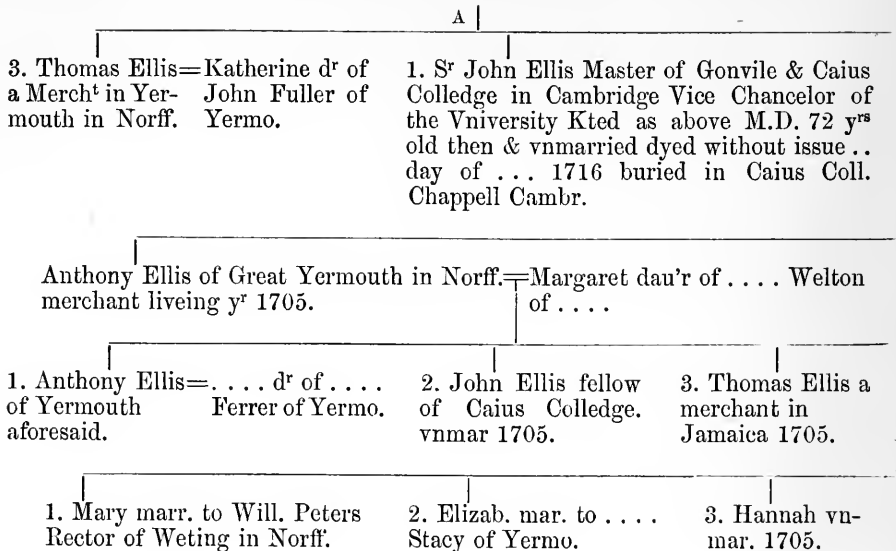 A
3. Thomas Ellis=Katherine dʳ of
a Merchᵗ in Yer- John Fuller of
mouth in Norff. Yermo.
1. Sʳ John Ellis Master of Gonvile & Caius
Colledge in Cambridge Vice Chancelor of
the Vniversity Kted as above M.D. 72 yʳˢ
old then & vnmarried dyed without issue ..
day of ... 1716 buried in Caius Coll.
Chappell Cambr.
Anthony Ellis of Great Yermouth in Norff.=Margaret dau'r of .... Welton
merchant liveing yʳ 1705. of ....
1. Anthony Ellis=.... dʳ of ....
of Yermouth Ferrer of Yermo.
aforesaid.
2. John Ellis fellow
of Caius Colledge.
vnmar 1705.
3. Thomas Ellis a
merchant in
Jamaica 1705.
1. Mary marr. to Will. Peters
Rector of Weting in Norff.
2. Elizab. mar. to ....
Stacy of Yermo.
3. Hannah vn-
mar. 1705.